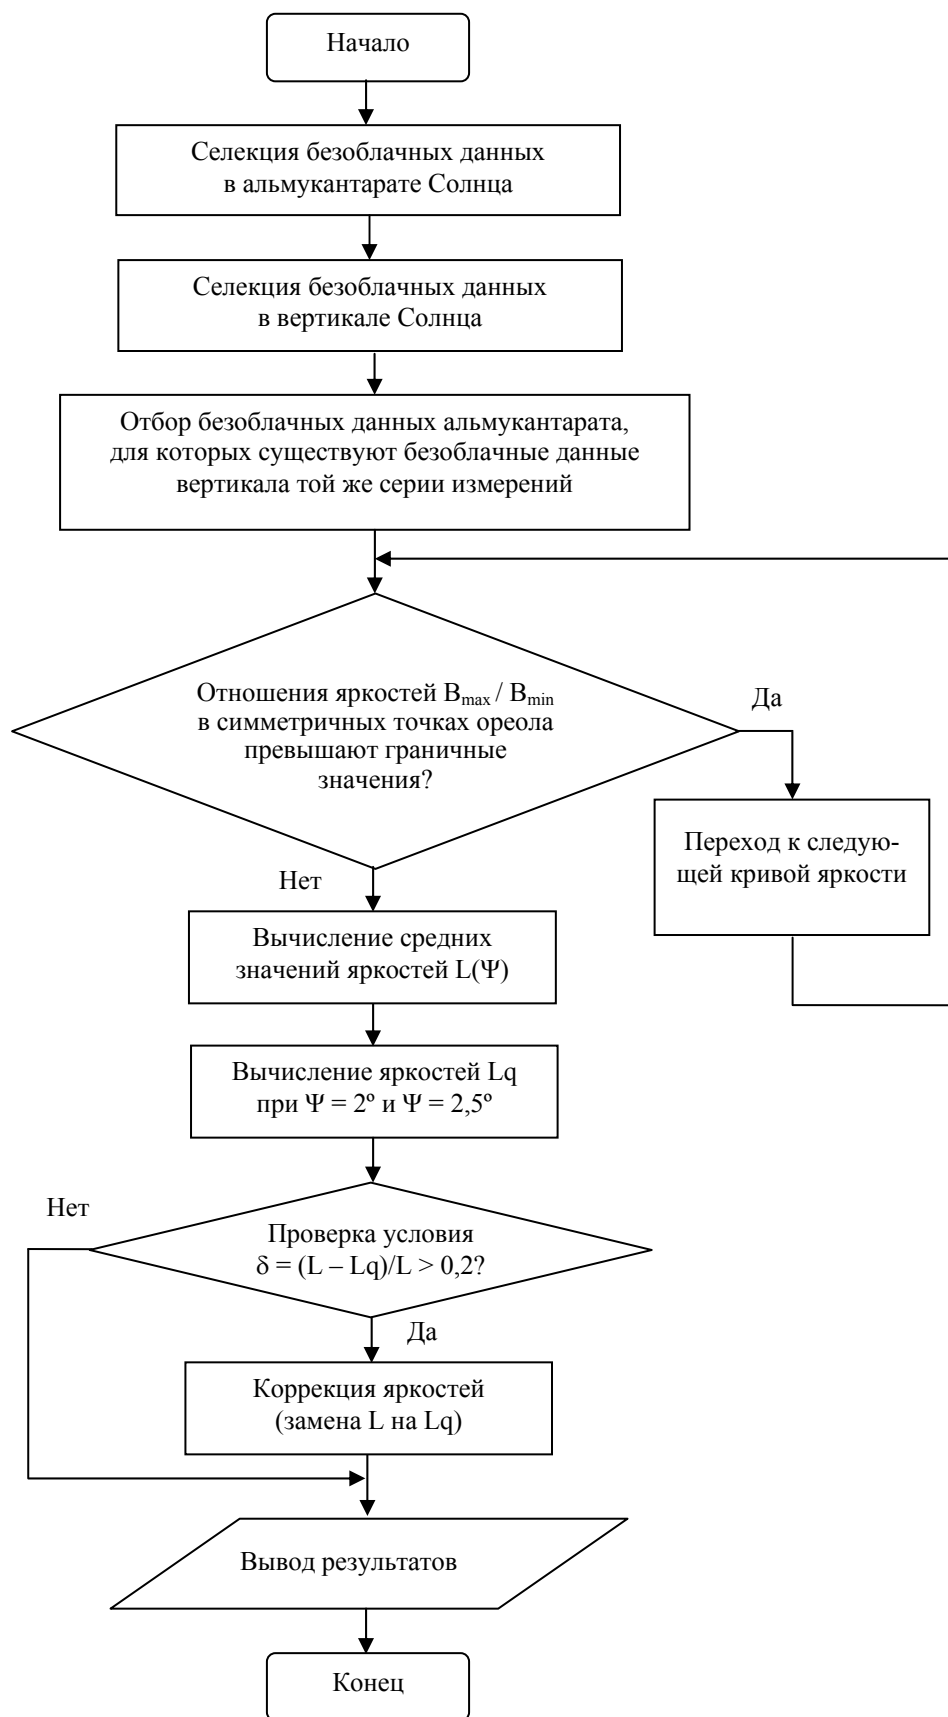 Начало
Селекция безоблачных данных
в альмукантарате Солнца
Селекция безоблачных данных
в вертикале Солнца
Отбор безоблачных данных альмукантарата,
для которых существуют безоблачные данные
вертикала той же серии измерений
Отношения яркостей Bmax / Bmin
в симметричных точках ореола
превышают граничные
значения?
Да
Переход к следую-
щей кривой яркости
Нет
Вычисление средних
значений яркостей L(Ψ)
Вычисление яркостей Lq
при Ψ = 2º и Ψ = 2,5º
Нет
Проверка условия
δ = (L – Lq)/L > 0,2?
Да
Коррекция яркостей
(замена L на Lq)
Вывод результатов
Конец